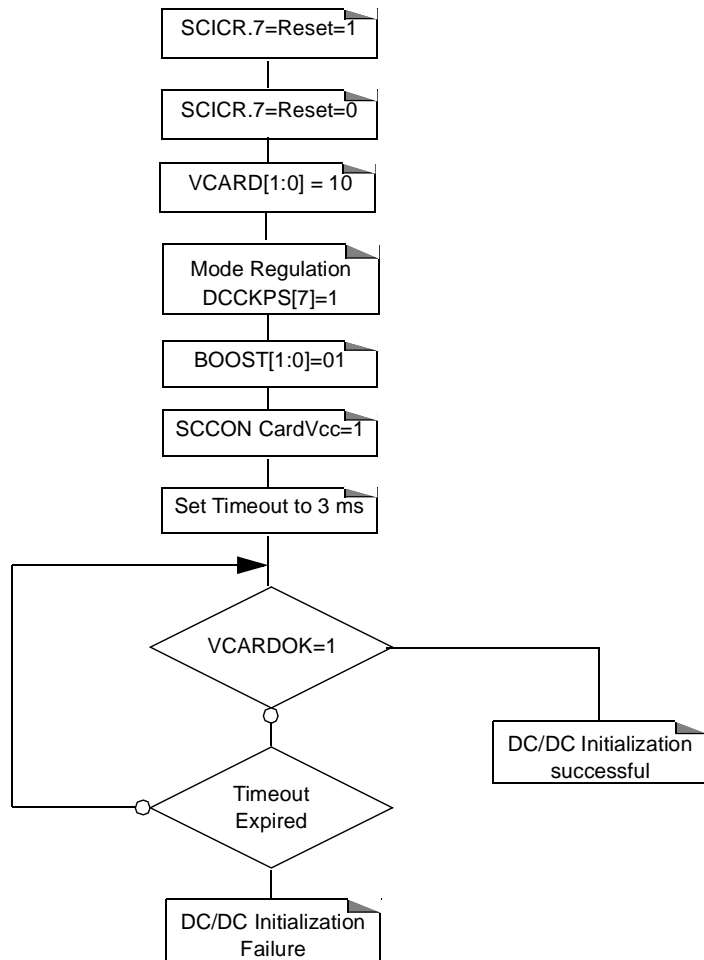 SCICR.7=Reset=1
SCICR.7=Reset=0
VCARD[1:0] = 10
Mode Regulation
DCCKPS[7]=1
BOOST[1:0]=01
SCCON CardVcc=1
Set Timeout to 3 ms
VCARDOK=1
DC/DC Initialization
successful
Timeout
Expired
DC/DC Initialization
Failure